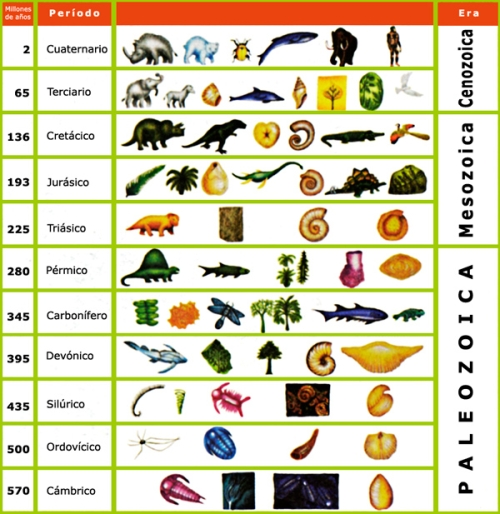 Millones de años Período Era
2 Cuaternario
65 Terciario
Cenozoica
136 Cretácico
193 Jurásico
225 Triásico
Mesozoica
280 Pérmico
345 Carbonífero
395 Devónico
435 Silúrico
500 Ordovícico
570 Cámbrico
PALEOZOICA